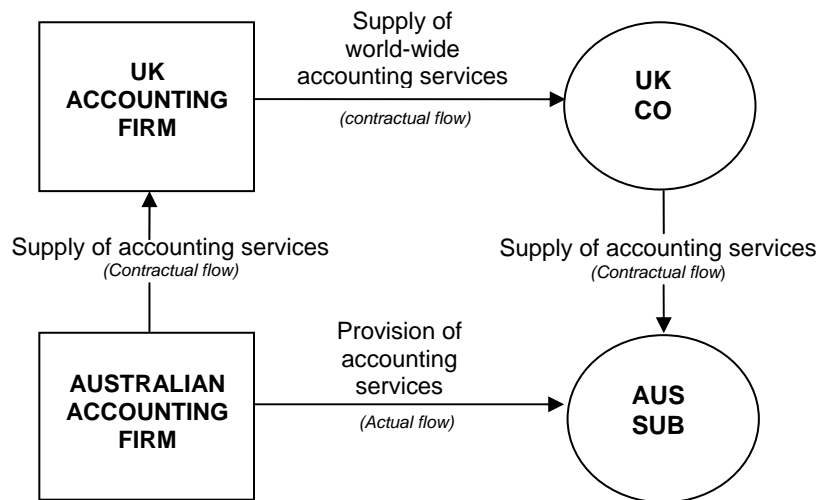 Supply of
world-wide
accounting services
(contractual flow)
UK
ACCOUNTING
FIRM
UK
CO
Supply of accounting services
(Contractual flow)
Supply of accounting services
(Contractual flow)
Provision of
accounting
services
(Actual flow)
AUSTRALIAN
ACCOUNTING
FIRM
AUS
SUB